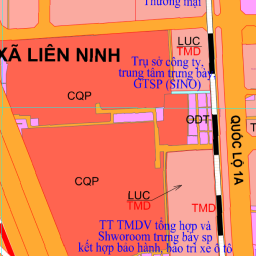 Thương mại
LUC
TMD
XÃ LIÊN NINH
Trụ sở công ty,
trung tâm trưng bày
GTSP (SINO)
CQP
ODT
QUỐC LỘ 1A
CQP
LUC
TMD
TMD
TT TMDV tổng hợp và
Shworoom trưng bày sp
kết hợp bảo hành, bảo trì xe ô tô